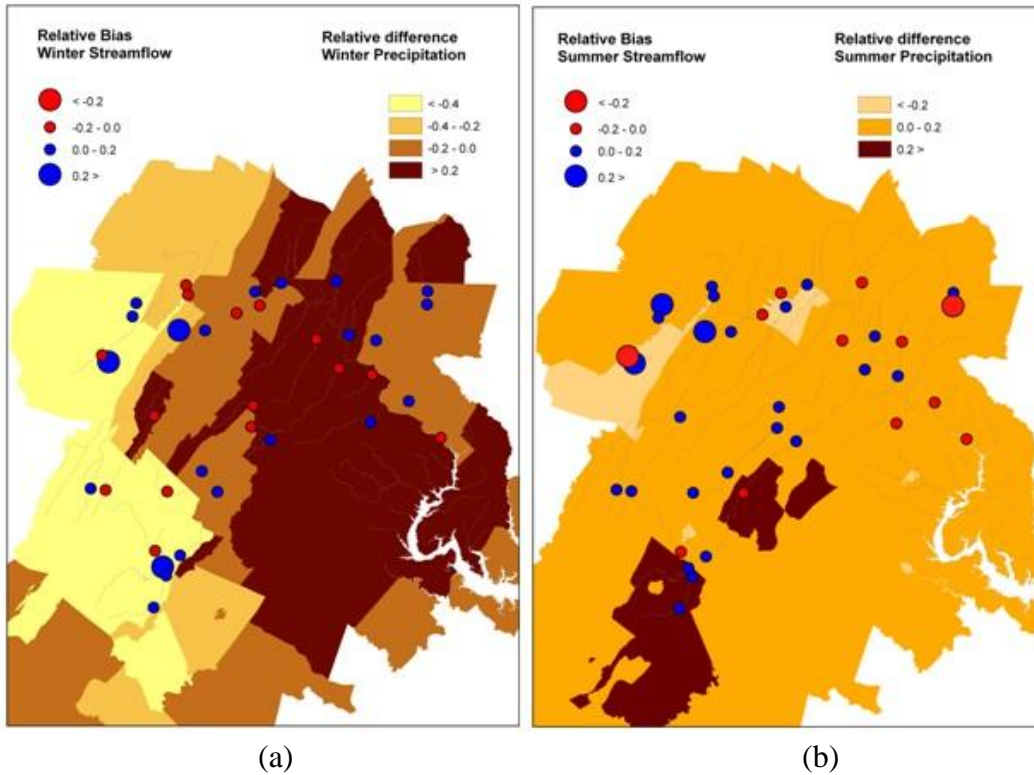 Relative Bias
Winter Streamflow
< -0.2
-0.2 - 0.0
0.0 - 0.2
0.2 >
Relative difference
Winter Precipitation
< -0.4
-0.4 - -0.2
-0.2 - 0.0
> 0.2
Relative Bias
Summer Streamflow
< -0.2
-0.2 - 0.0
0.0 - 0.2
0.2 >
Relative difference
Summer Precipitation
< -0.2
0.0 - 0.2
0.2 >
(a)
(b)